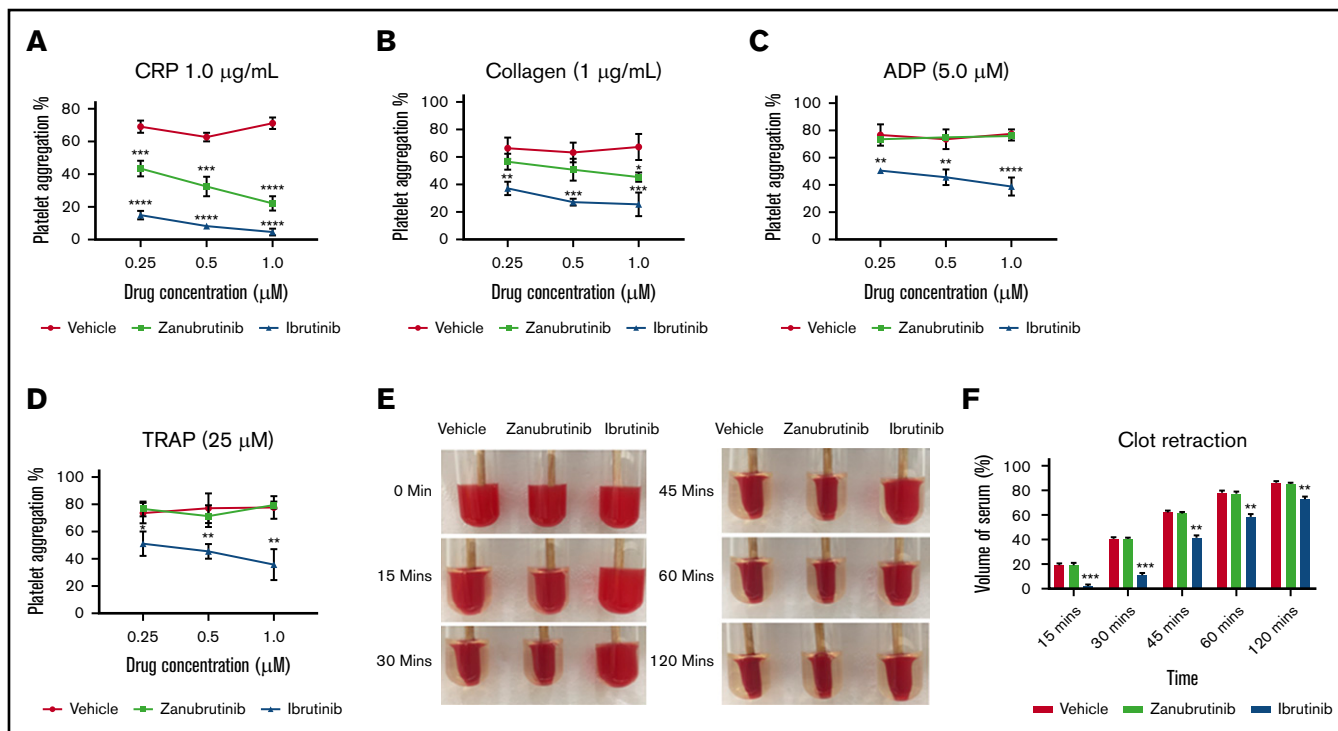 A
CRP 1.0 μg/mL
Platelet aggregation %
80
60
40
20
0
***
***
****
****
****
****
0.25
0.5
1.0
Drug concentration (μM)
Vehicle
Zanubrutinib
Ibrutinib
B
Collagen (1 μg/mL)
Platelet aggregation %
100
80
60
40
20
0
*
**
***
***
0.25
0.5
1.0
Drug concentration (μM)
Vehicle
Zanubrutinib
Ibrutinib
C
ADP (5.0 μM)
Platelet aggregation %
100
80
60
40
20
0
**
**
****
0.25
0.5
1.0
Drug concentration (μM)
Vehicle
Zanubrutinib
Ibrutinib
D
TRAP (25 μM)
Platelet aggregation %
100
80
60
40
20
0
*
**
**
0.25
0.5
1.0
Drug concentration (μM)
Vehicle
Zanubrutinib
Ibrutinib
E
Vehicle Zanubrutinib Ibrutinib
0 Min
15 Mins
30 Mins
Vehicle Zanubrutinib Ibrutinib
45 Mins
60 Mins
120 Mins
F
Clot retraction
Volume of serum (%)
100
80
60
40
20
0
***
***
**
**
**
15 mins
30 mins
45 mins
60 mins
120 mins
Time
Vehicle
Zanubrutinib
Ibrutinib